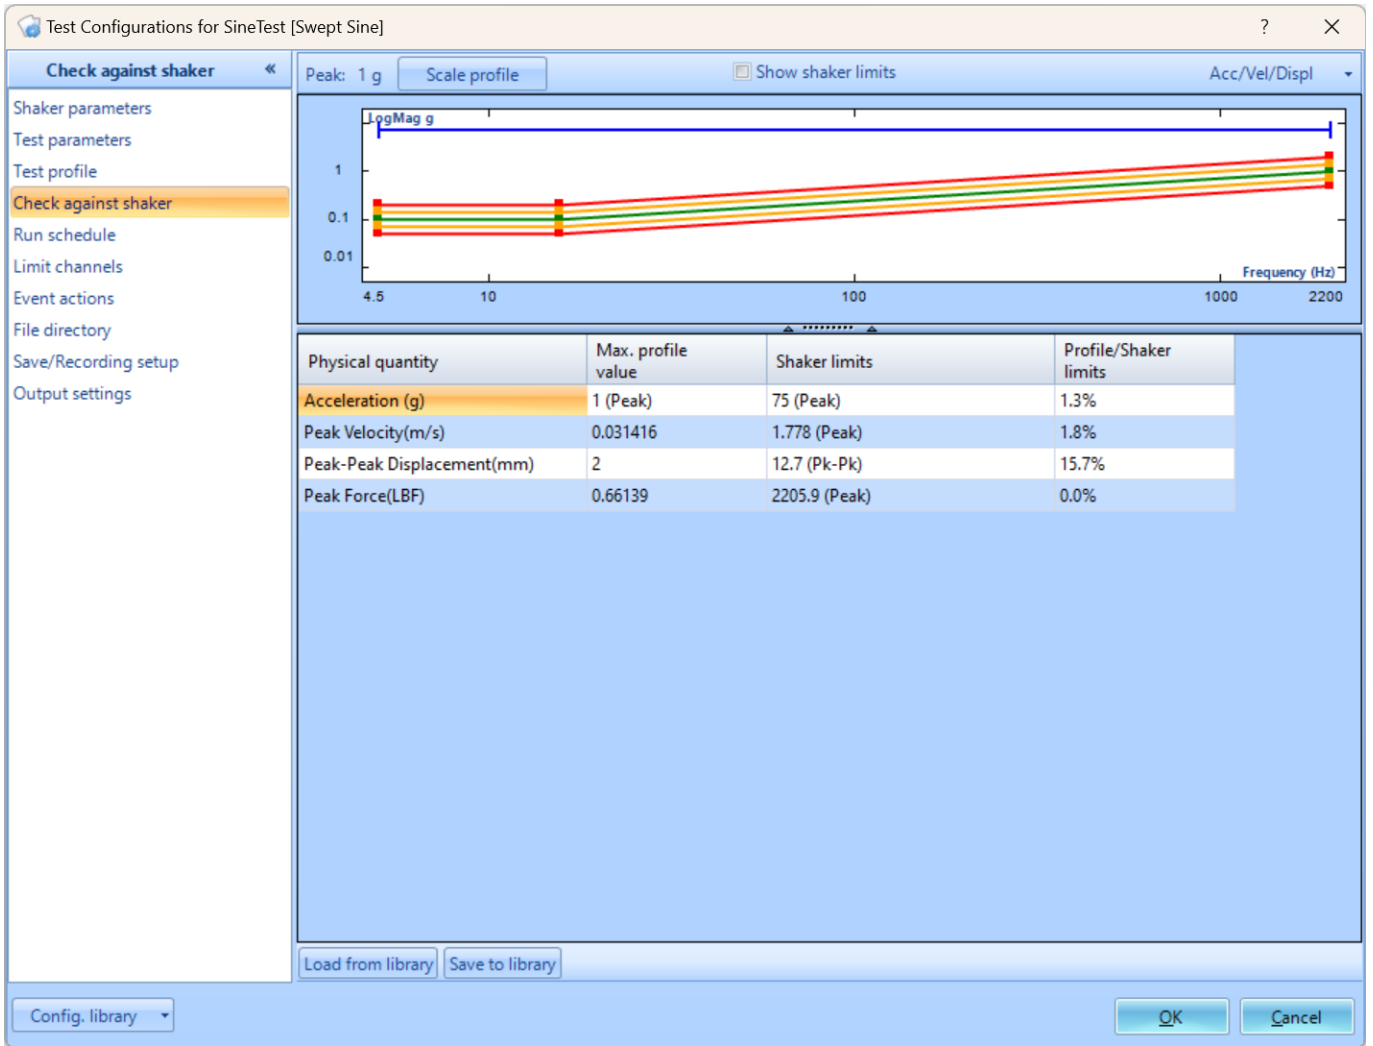 Test Configurations for SineTest [Swept Sine]
?
Check against shaker
Peak: 1 g
Scale profile
Show shaker limits
Acc/Vel/Displ
Shaker parameters
Test parameters
Test profile
Check against shaker
Run schedule
Limit channels
Event actions
File directory
Save/Recording setup
Output settings
LogMag g
1
0.1
0.01
Frequency (Hz)
4.5 10 100 1000 2200
Physical quantity Max. profile value Shaker limits Profile/Shaker limits
Acceleration (g) 1 (Peak) 75 (Peak) 1.3%
Peak Velocity(m/s) 0.031416 1.778 (Peak) 1.8%
Peak-Peak Displacement(mm) 2 12.7 (Pk-Pk) 15.7%
Peak Force(LBF) 0.66139 2205.9 (Peak) 0.0%
Load from library Save to library
Config. library
OK Cancel